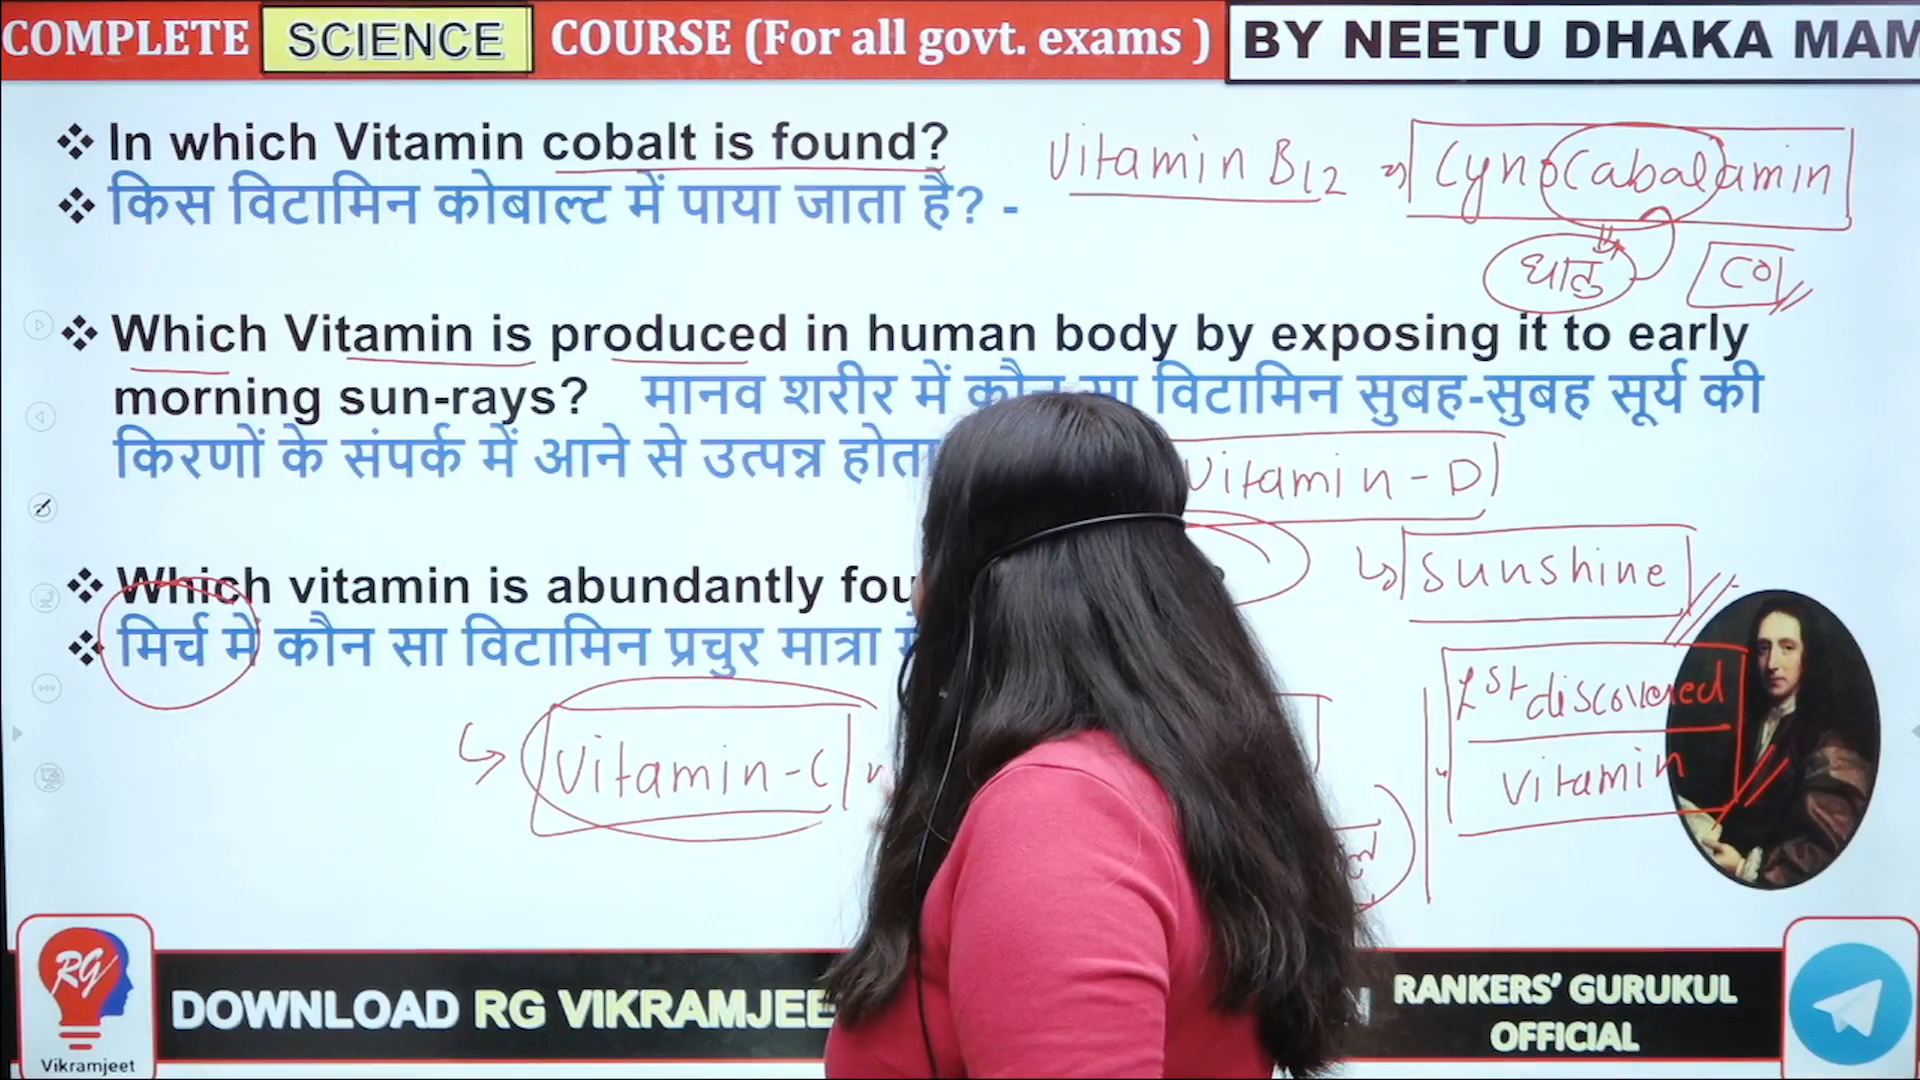 COMPLETE SCIENCE COURSE (For all govt. exams ) BY NEETU DHAKA MAM
In which Vitamin cobalt is found?
Vitamin B12 → Cynocabalamin
किस विटामिन कोबाल्ट में पाया जाता है? -
धातु CO
Which Vitamin is produced in human body by exposing it to early
morning sun-rays? मानव शरीर में कौन सा विटामिन सुबह-सुबह सूर्य की
किरणों के संपर्क में आने से उत्पन्न होता
Vitamin-D
Sunshine
Which vitamin is abundantly fou
मिर्च में कौन सा विटामिन प्रचुर मात्रा
1st discovered
vitamin
Vitamin-C
RG
Vikramjeet
DOWNLOAD RG VIKRAMJEE
RANKERS' GURUKUL
OFFICIAL